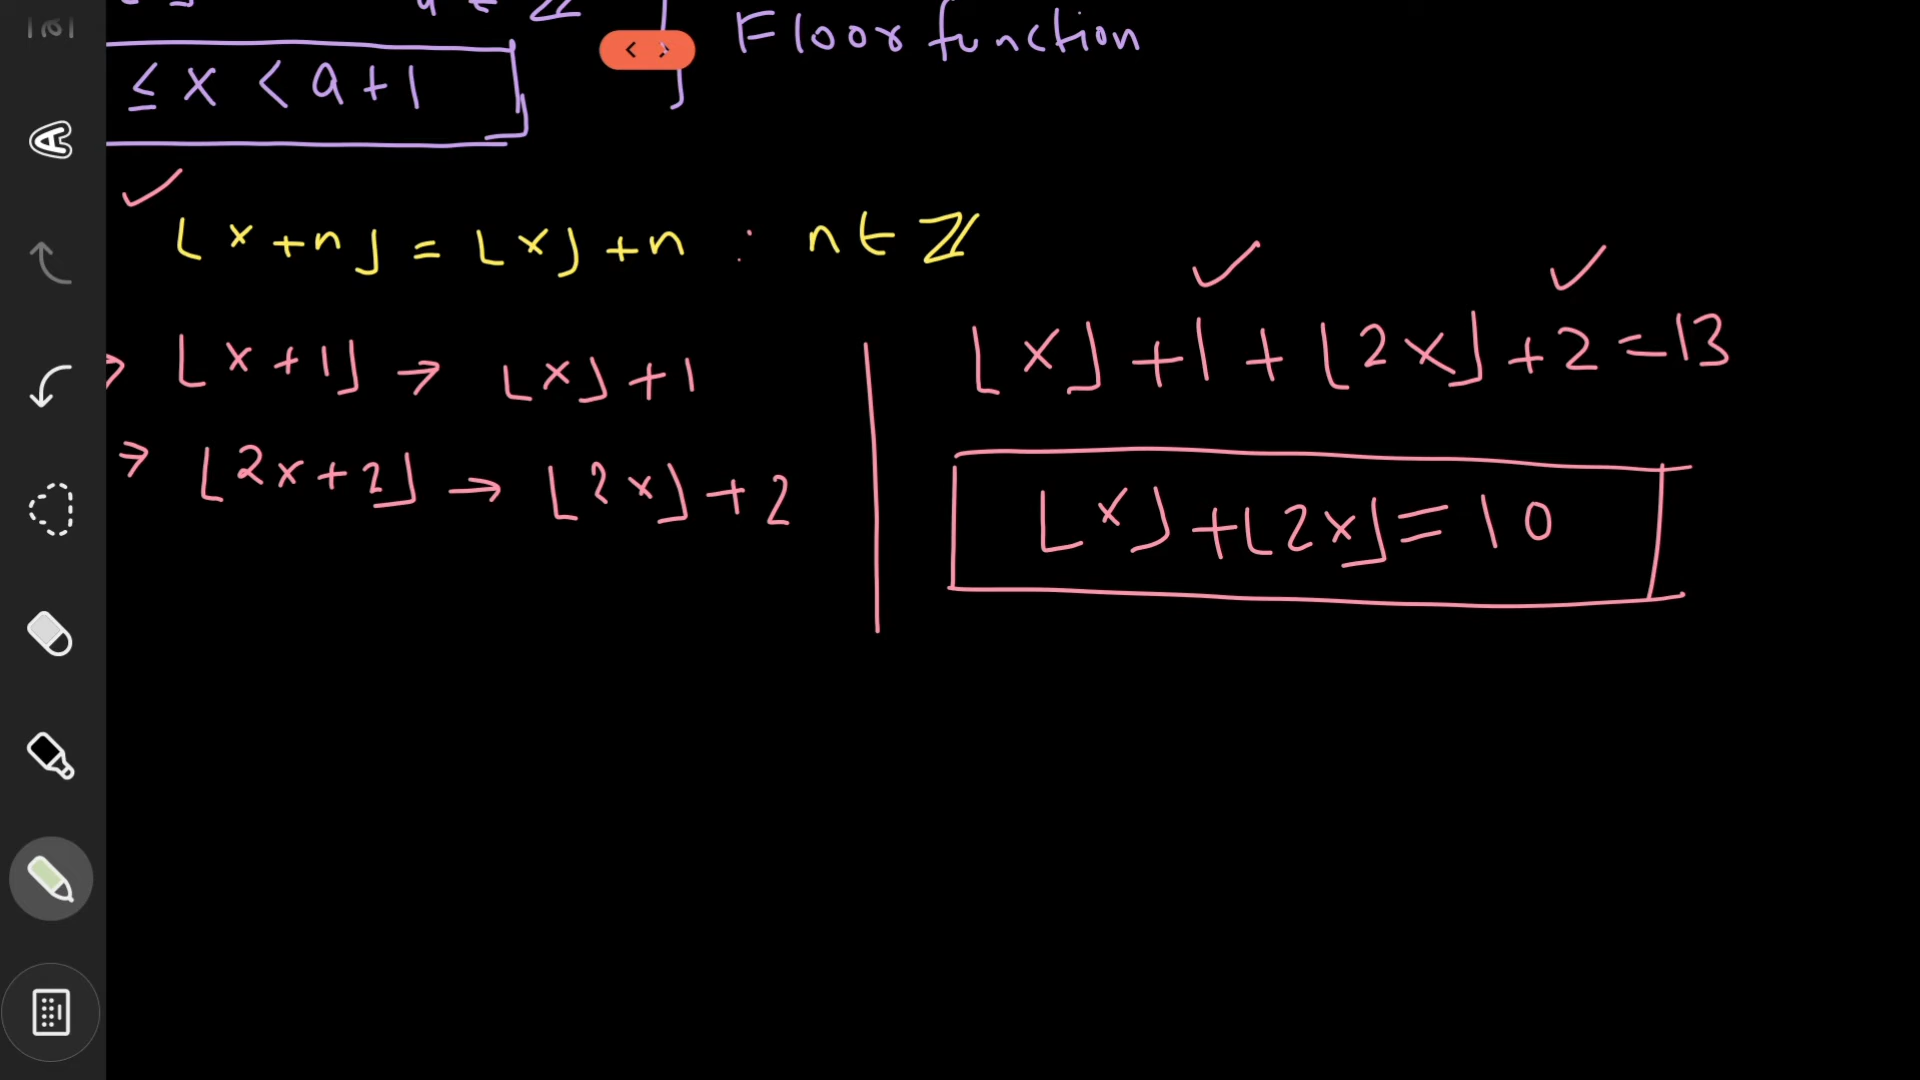 Floor function
≤ x < a + 1
⌊x + n⌋ = ⌊x⌋ + n : n ∈ ℤ
⌊x + 1⌋ → ⌊x⌋ + 1
→ ⌊2x + 2⌋ → ⌊2x⌋ + 2
⌊x⌋ + 1 + ⌊2x⌋ + 2 = 13
⌊x⌋ + ⌊2x⌋ = 10